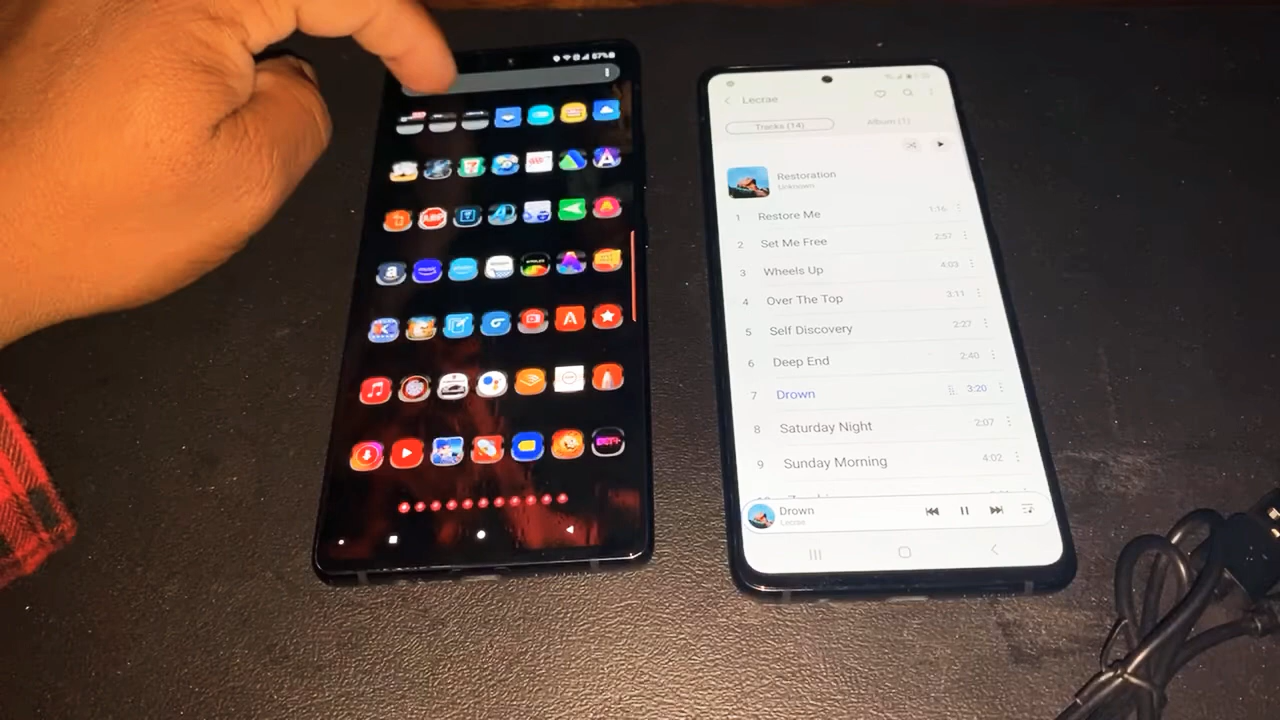 67%
Lecrae
Tracks (14)
Album (1)
Restoration
Unknown
1 Restore Me 1:16
2 Set Me Free 2:57
3 Wheels Up 4:03
4 Over The Top 3:11
5 Self Discovery 2:27
6 Deep End 2:40
7 Drown 3:20
8 Saturday Night 2:07
9 Sunday Morning 4:02
Drown
Lecrae